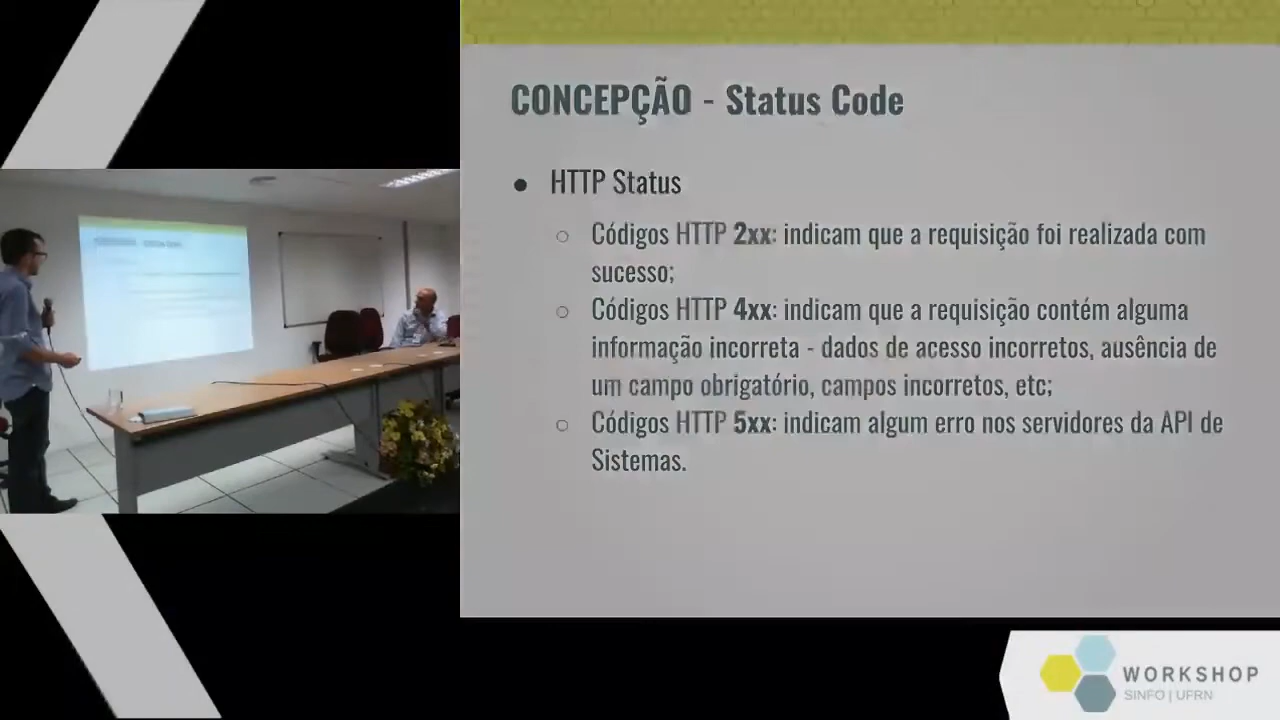 CONCEPÇÃO - Status Code
● HTTP Status
○ Códigos HTTP 2xx: indicam que a requisição foi realizada com
sucesso;
○ Códigos HTTP 4xx: indicam que a requisição contém alguma
informação incorreta - dados de acesso incorretos, ausência de
um campo obrigatório, campos incorretos, etc;
○ Códigos HTTP 5xx: indicam algum erro nos servidores da API de
Sistemas.
WORKSHOP
SINFO | UFRN